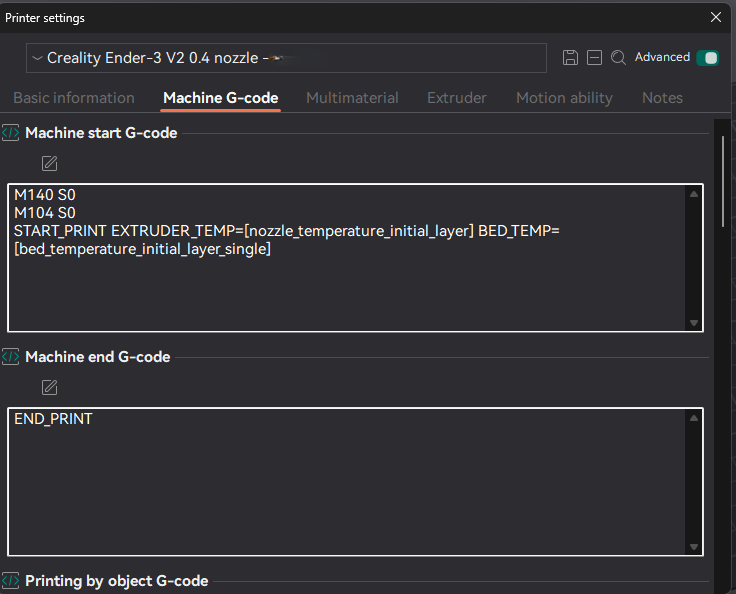 Printer settings
Creality Ender-3 V2 0.4 nozzle -
Advanced
Basic information Machine G-code Multimaterial Extruder Motion ability Notes
</> Machine start G-code
M140 S0
M104 S0
START_PRINT EXTRUDER_TEMP=[nozzle_temperature_initial_layer] BED_TEMP=
[bed_temperature_initial_layer_single]
</> Machine end G-code
END_PRINT
</> Printing by object G-code